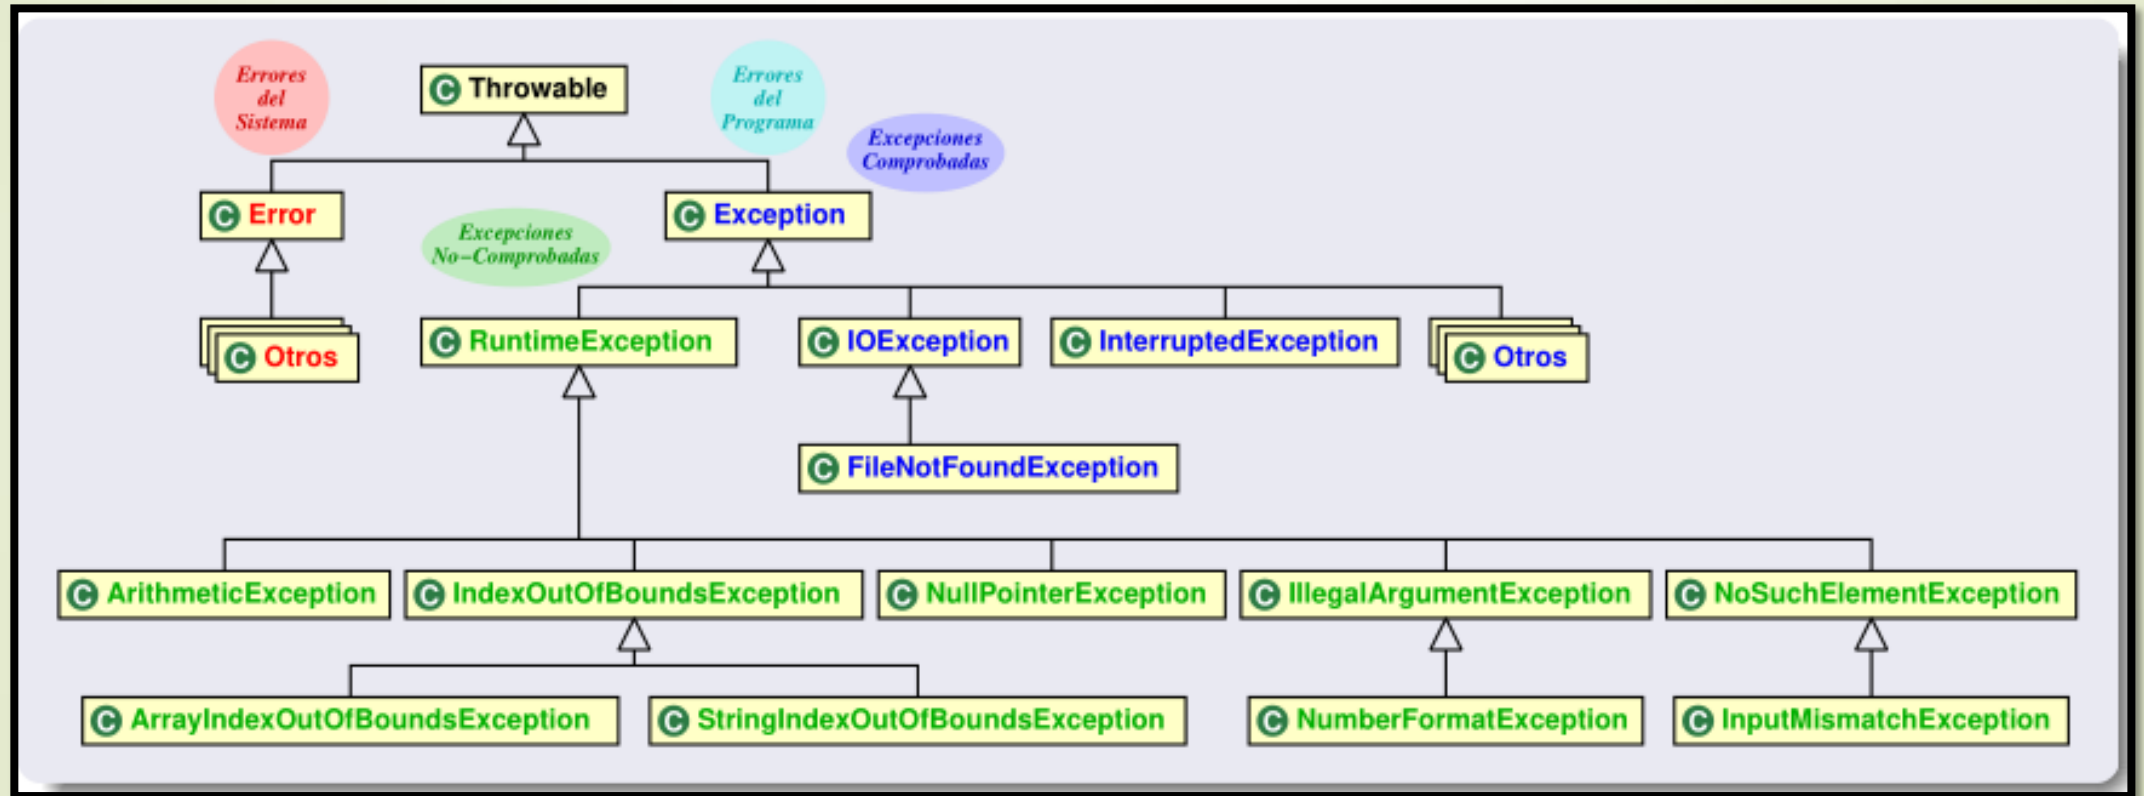 Errores
del
Sistema
C Throwable
Errores
del
Programa
Excepciones
Comprobadas
C Error
Excepciones
No-Comprobadas
C Exception
C Otros
C RuntimeException
C IOException
C InterruptedException
C Otros
C FileNotFoundException
C ArithmeticException
C IndexOutOfBoundsException
C NullPointerException
C IllegalArgumentException
C NoSuchElementException
C ArrayIndexOutOfBoundsException
C StringIndexOutOfBoundsException
C NumberFormatException
C InputMismatchException